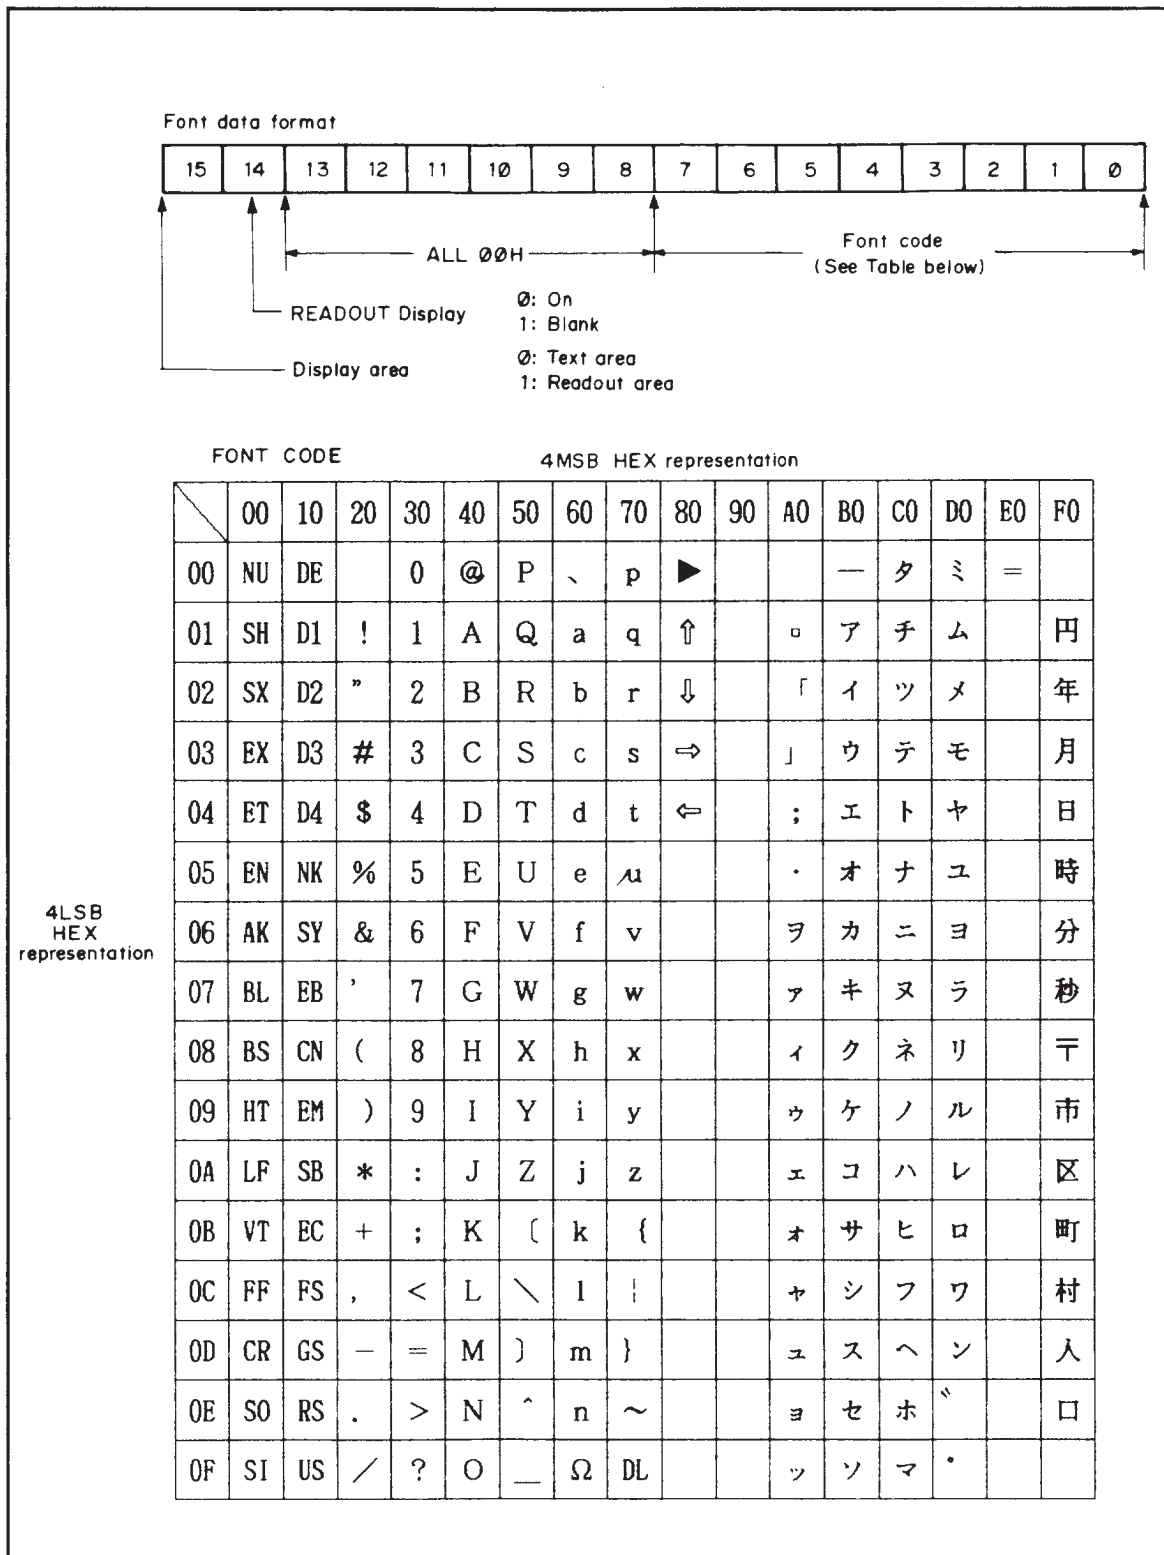 Font data format
15 14 13 12 11 10 9 8 7 6 5 4 3 2 1 0
ALL 00H
Font code
(See Table below)
READOUT Display
0: On
1: Blank
Display area
0: Text area
1: Readout area
FONT CODE
4MSB HEX representation
00 10 20 30 40 50 60 70 80 90 A0 B0 C0 D0 E0 F0
00 NU DE 0 @ P 、 p ▶ — タ ミ =
01 SH D1 ! 1 A Q a q ⇧ □ ア チ ム 円
02 SX D2 ” 2 B R b r ⇩ 「 イ ツ メ 年
03 EX D3 # 3 C S c s ⇨ 」 ウ テ モ 月
04 ET D4 $ 4 D T d t ⇦ ; エ ト ヤ 日
05 EN NK % 5 E U e μ ・ オ ナ ユ 時
4LSB
HEX
representation
06 AK SY & 6 F V f v ヲ カ ニ ヨ 分
07 BL EB ’ 7 G W g w ァ キ ヌ ラ 秒
08 BS CN ( 8 H X h x ィ ク ネ リ 〒
09 HT EM ) 9 I Y i y ゥ ケ ノ ル 市
0A LF SB * : J Z j z ェ コ ハ レ 区
0B VT EC + ; K 〔 k { ォ サ ヒ ロ 町
0C FF FS , < L \ l ¦ ャ シ フ ワ 村
0D CR GS − = M 〕 m } ュ ス ヘ ン 人
0E SO RS . > N ^ n ~ ョ セ ホ ゛ 口
0F SI US / ? O _ Ω DL ッ ソ マ ゜